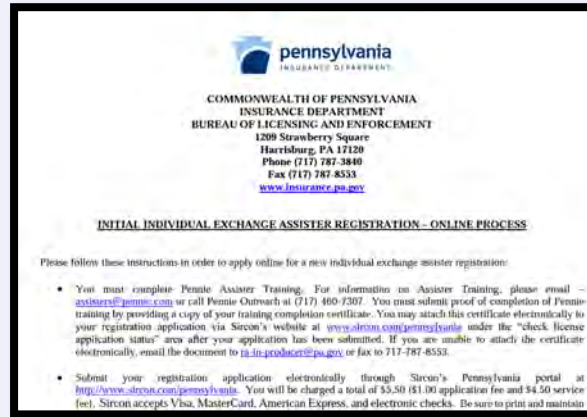 pennsylvania
INSURANCE DEPARTMENT
COMMONWEALTH OF PENNSYLVANIA
INSURANCE DEPARTMENT
BUREAU OF LICENSING AND ENFORCEMENT
1209 Strawberry Square
Harrisburg, PA 17120
Phone (717) 787-3840
Fax (717) 787-8553
www.insurance.pa.gov
INITIAL INDIVIDUAL EXCHANGE ASSISTER REGISTRATION – ONLINE PROCESS
Please follow these instructions in order to apply online for a new individual exchange assister registration:
• You must complete Pennie Assister Training. For information on Assister Training, please email –
assisters@pennie.com or call Pennie Outreach at (717) 460-7307. You must submit proof of completion of Pennie
training by providing a copy of your training completion certificate. You may attach this certificate electronically to
your registration application via Sircon's website at www.sircon.com/pennsylvania under the "check license
application status" area after your application has been submitted. If you are unable to attach the certificate
electronically, email the document to ra-in-producer@pa.gov or fax to 717-787-8553.
• Submit your registration application electronically through Sircon's Pennsylvania portal at
http://www.sircon.com/pennsylvania. You will be charged a total of $5.50 ($1.00 application fee and $4.50 service
fee). Sircon accepts Visa, MasterCard, American Express, and electronic checks. Be sure to print and maintain